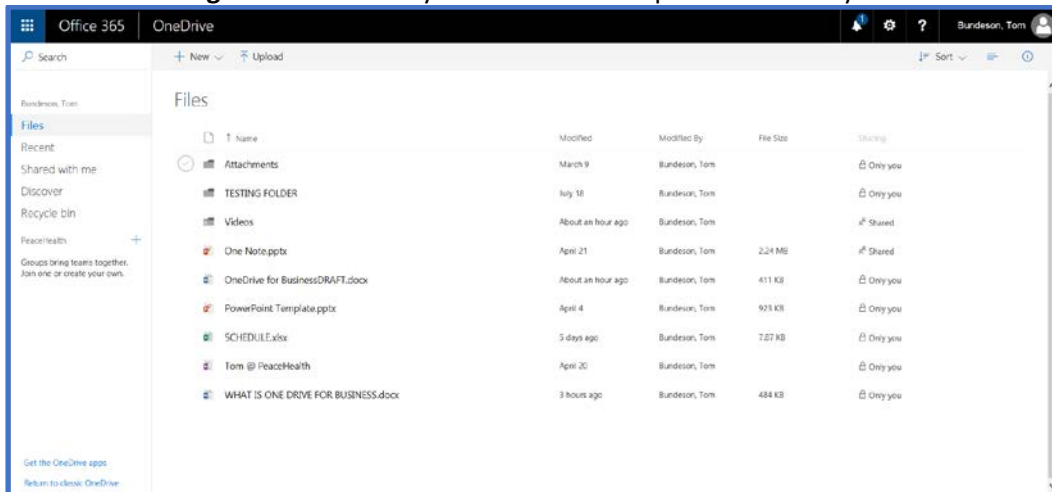 Office 365 OneDrive 1 ? Bundeson, Tom
Search + New Upload Sort
Bundeson, Tom
Files
Recent
Shared with me
Discover
Recycle bin
PeaceHealth +
Groups bring teams together.
Join one or create your own.
Get the OneDrive apps
Return to classic OneDrive
Files
Name Modified Modified By File Size Sharing
Attachments March 9 Bundeson, Tom Only you
TESTING FOLDER July 18 Bundeson, Tom Only you
Videos About an hour ago Bundeson, Tom Shared
One Note.pptx April 21 Bundeson, Tom 2.24 MB Shared
OneDrive for BusinessDRAFT.docx About an hour ago Bundeson, Tom 411 KB Only you
PowerPoint Template.pptx April 4 Bundeson, Tom 923 KB Only you
SCHEDULE.xlsx 5 days ago Bundeson, Tom 7.87 KB Only you
Tom @ PeaceHealth April 20 Bundeson, Tom Only you
WHAT IS ONE DRIVE FOR BUSINESS.docx 3 hours ago Bundeson, Tom 484 KB Only you